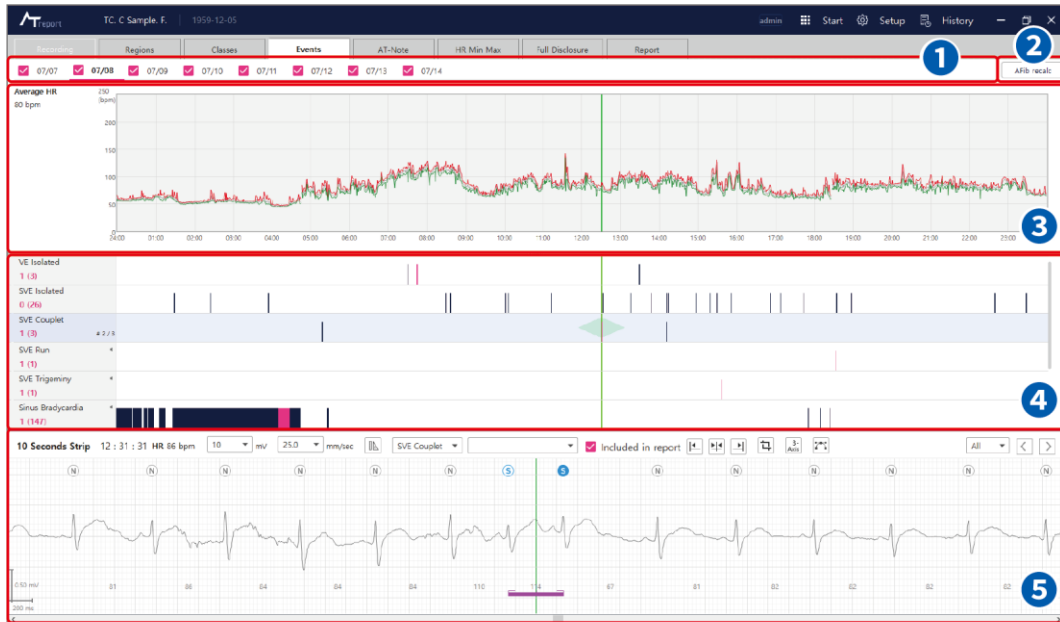 ATreport TC. C Sample. F. 1959-12-05 admin Start Setup History
Recording Regions Classes Events AT-Note HR Min Max Full Disclosure Report
1 2
07/07 07/08 07/09 07/10 07/11 07/12 07/13 07/14 AFib recalc
Average HR 250
80 bpm (bpm)
200
150
100
50
0
24:00 01:00 02:00 03:00 04:00 05:00 06:00 07:00 08:00 09:00 10:00 11:00 12:00 13:00 14:00 15:00 16:00 17:00 18:00 19:00 20:00 21:00 22:00 23:00
3
VE Isolated
1 (3)
SVE Isolated
0 (26)
SVE Couplet
1 (3)
SVE Run
1 (1)
SVE Trigeminy
1 (1)
Sinus Bradycardia
1 (147)
4
10 Seconds Strip 12 : 31 : 31 HR 86 bpm 10 mV 25.0 mm/sec SVE Couplet Included in report 3-Axis All
N N N N N N S S N N N N N N
0.50 mV 81 86 84 84 84 110 114 67 81 82 82 82 82
200 ms
5